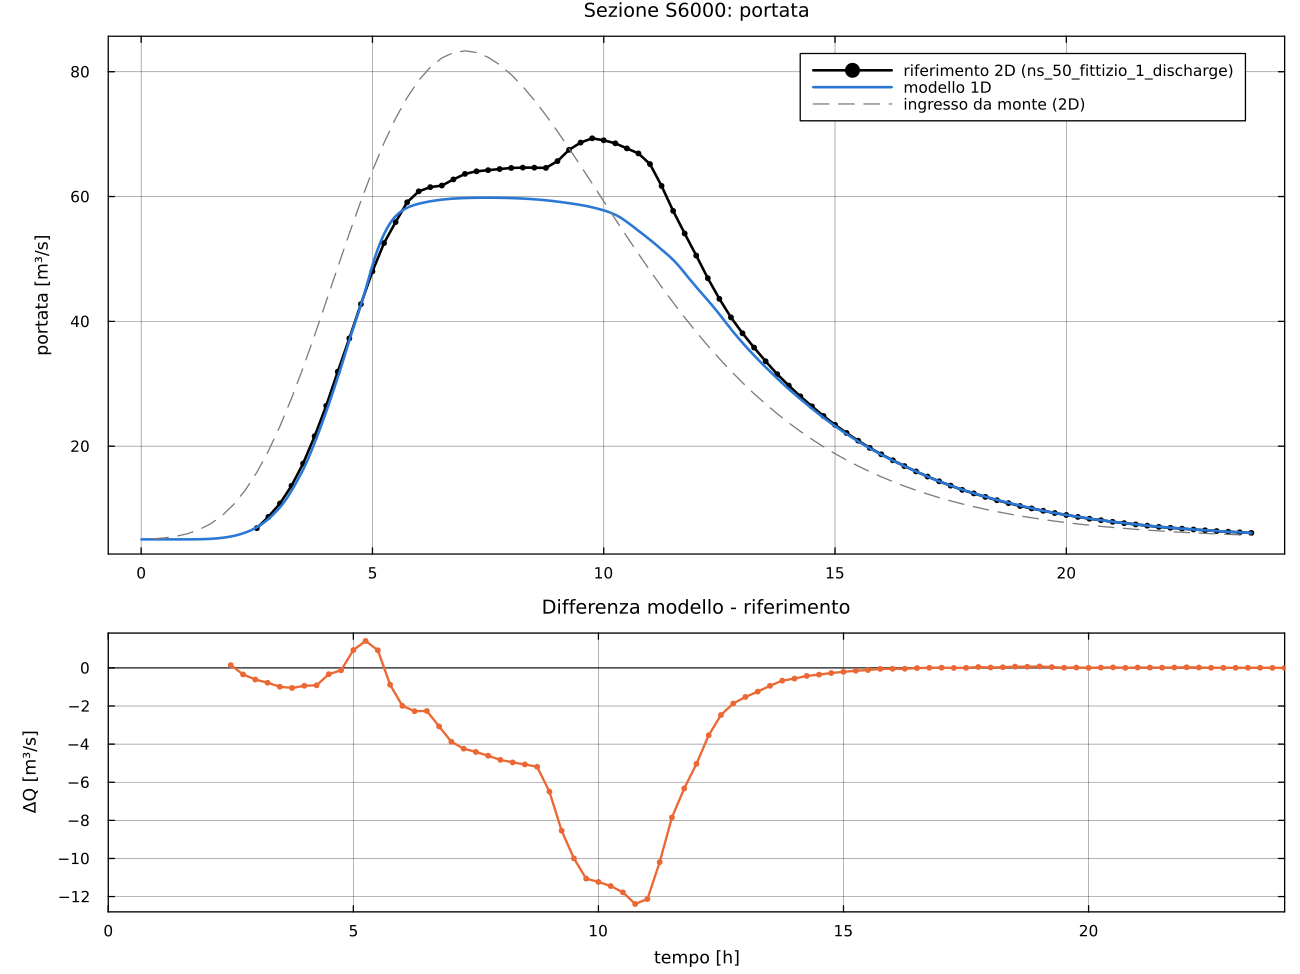 Sezione S6000: portata
portata [m³/s]
80
60
40
20
riferimento 2D (ns_50_fittizio_1_discharge)
modello 1D
ingresso da monte (2D)
0 5 10 15 20
Differenza modello - riferimento
ΔQ [m³/s]
0
−2
−4
−6
−8
−10
−12
0 5 10 15 20
tempo [h]